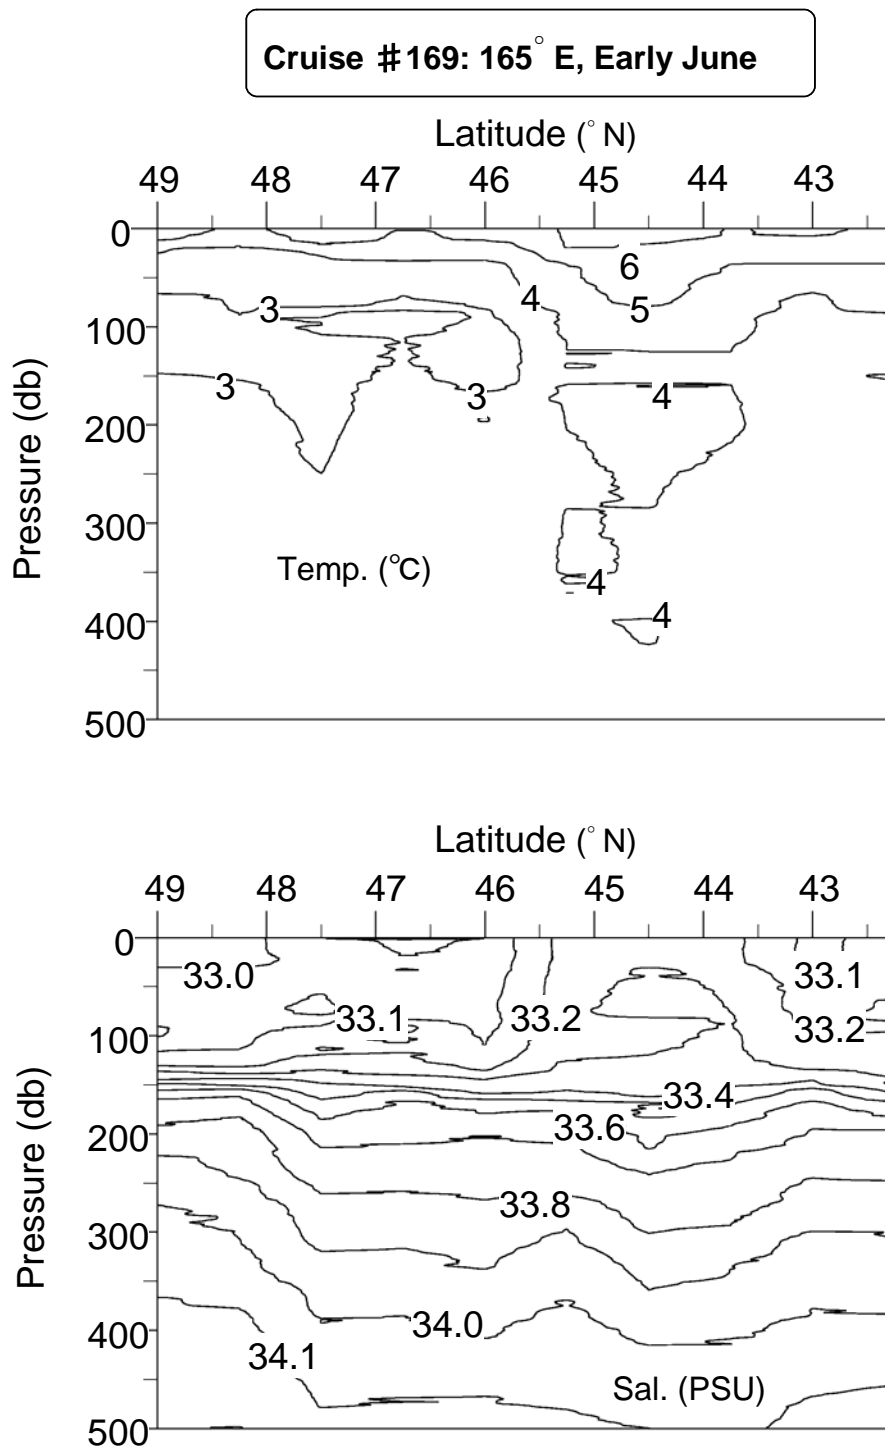 Cruise #169: 165° E, Early June
Latitude (° N)
49 48 47 46 45 44 43
0
6
4 5
3
100
3 3 4
200
Pressure (db)
300
Temp. (°C) 4
4
400
500
Latitude (° N)
49 48 47 46 45 44 43
0
33.0 33.1
33.1 33.2 33.2
100
33.4
33.6
200
Pressure (db)
33.8
300
34.0
400
34.1
Sal. (PSU)
500